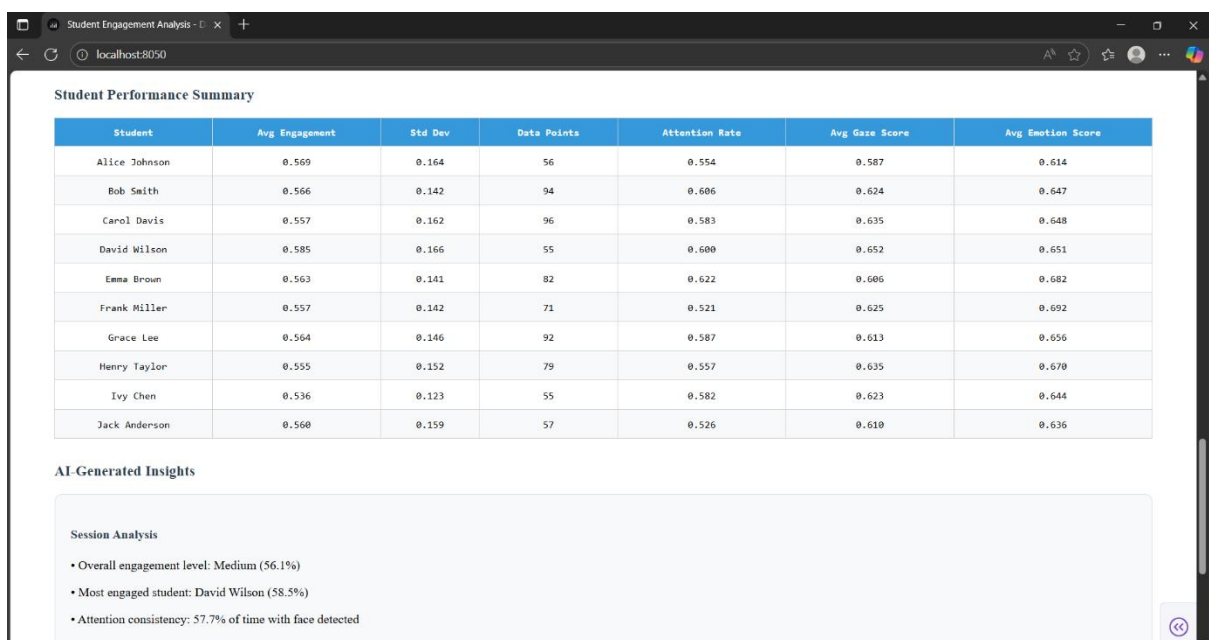 Student Engagement Analysis - D
localhost:8050
Student Performance Summary
Student Avg Engagement Std Dev Data Points Attention Rate Avg Gaze Score Avg Emotion Score
Alice Johnson 0.569 0.164 56 0.554 0.587 0.614
Bob Smith 0.566 0.142 94 0.606 0.624 0.647
Carol Davis 0.557 0.162 96 0.583 0.635 0.648
David Wilson 0.585 0.166 55 0.600 0.652 0.651
Emma Brown 0.563 0.141 82 0.622 0.606 0.682
Frank Miller 0.557 0.142 71 0.521 0.625 0.692
Grace Lee 0.564 0.146 92 0.587 0.613 0.656
Henry Taylor 0.555 0.152 79 0.557 0.635 0.670
Ivy Chen 0.536 0.123 55 0.582 0.623 0.644
Jack Anderson 0.560 0.159 57 0.526 0.610 0.636
AI-Generated Insights
Session Analysis
• Overall engagement level: Medium (56.1%)
• Most engaged student: David Wilson (58.5%)
• Attention consistency: 57.7% of time with face detected